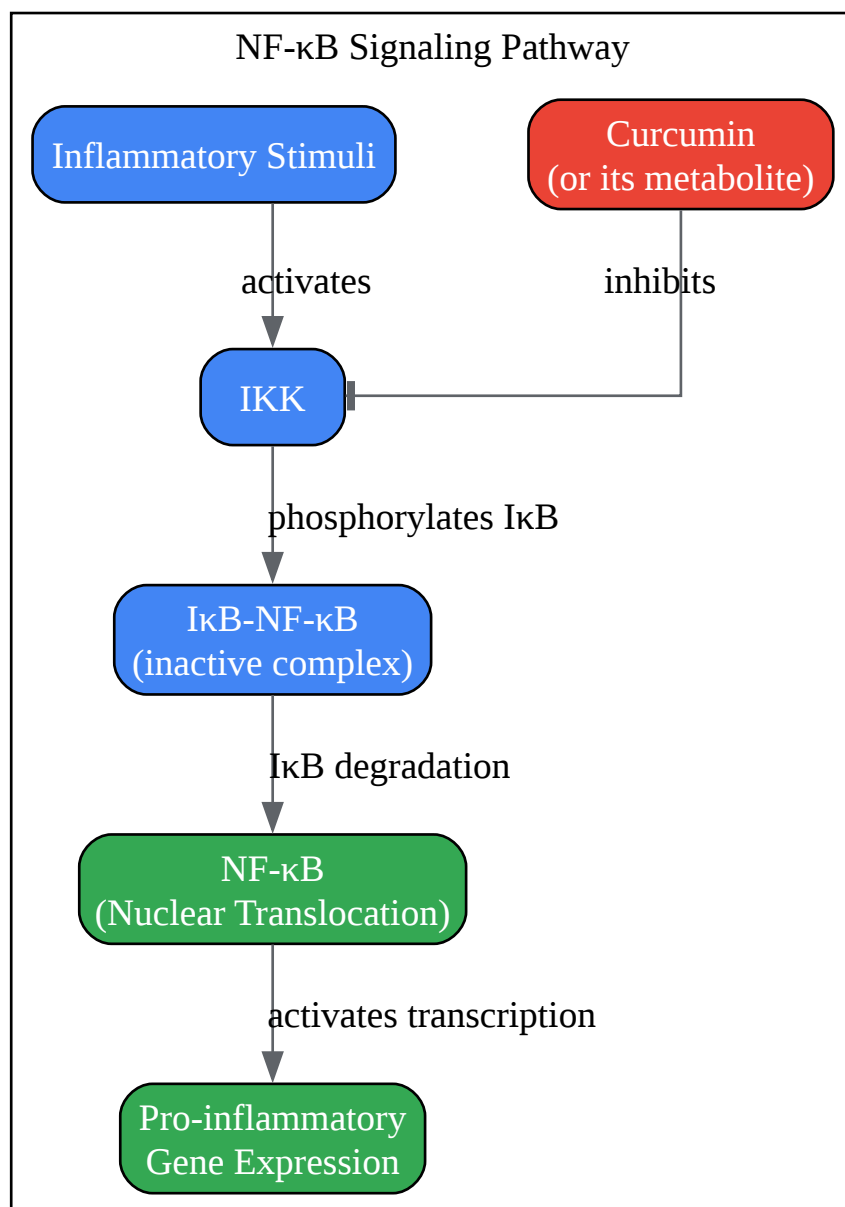 NF-κB Signaling Pathway
Inflammatory Stimuli
Curcumin
(or its metabolite)
activates
inhibits
IKK
phosphorylates IκB
IκB-NF-κB
(inactive complex)
IκB degradation
NF-κB
(Nuclear Translocation)
activates transcription
Pro-inflammatory
Gene Expression